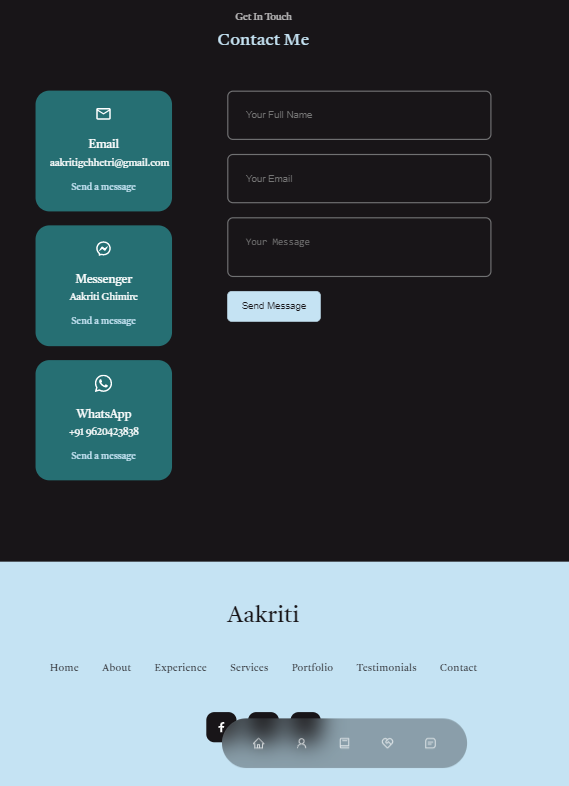 Get In Touch
Contact Me
Email
aakritigchhetri@gmail.com
Send a message
Messenger
Aakriti Ghimire
Send a message
WhatsApp
+91 9620423838
Send a message
Your Full Name
Your Email
Your Message
Send Message
Aakriti
Home About Experience Services Portfolio Testimonials Contact